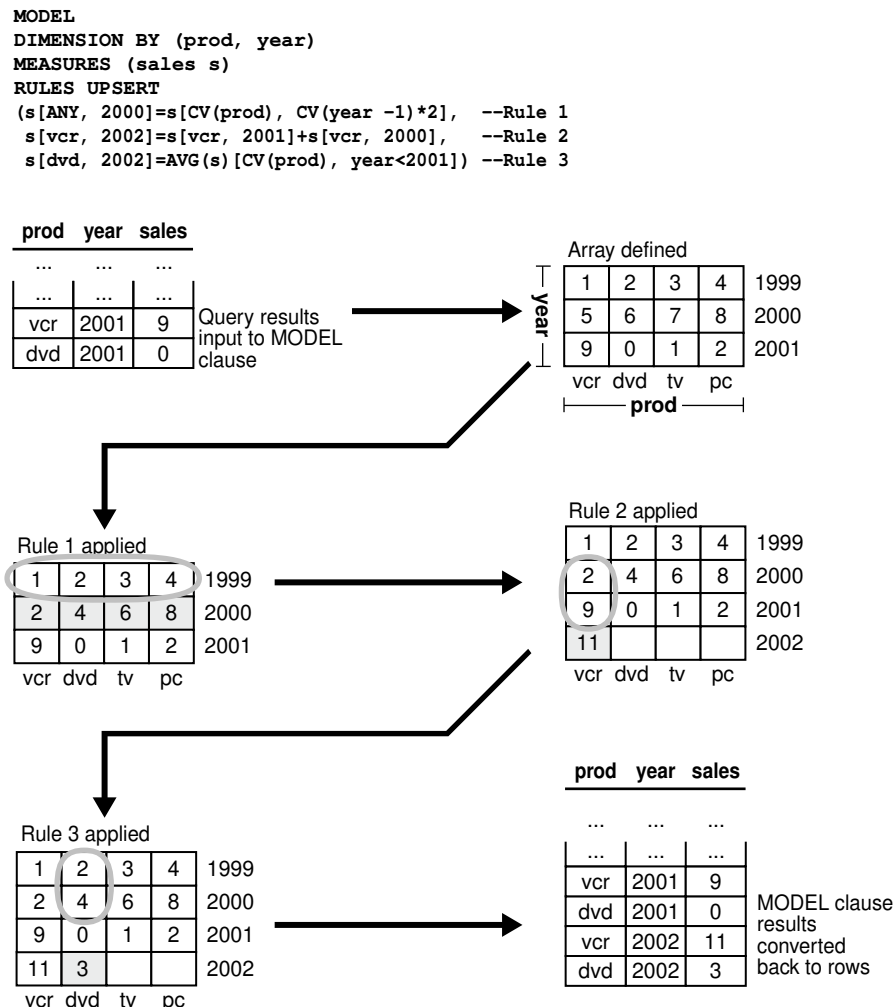 MODEL
DIMENSION BY (prod, year)
MEASURES (sales s)
RULES UPSERT
(s[ANY, 2000]=s[CV(prod), CV(year −1)*2], −−Rule 1
s[vcr, 2002]=s[vcr, 2001]+s[vcr, 2000], −−Rule 2
s[dvd, 2002]=AVG(s)[CV(prod), year<2001]) −−Rule 3
prod year sales
... ... ...
... ... ...
vcr 2001 9
dvd 2001 0
Query results
input to MODEL
clause
Array defined
year
1 2 3 4 1999
5 6 7 8 2000
9 0 1 2 2001
vcr dvd tv pc
prod
Rule 1 applied
1 2 3 4 1999
2 4 6 8 2000
9 0 1 2 2001
vcr dvd tv pc
Rule 2 applied
1 2 3 4 1999
2 4 6 8 2000
9 0 1 2 2001
11 2002
vcr dvd tv pc
Rule 3 applied
1 2 3 4 1999
2 4 6 8 2000
9 0 1 2 2001
11 3 2002
vcr dvd tv pc
prod year sales
... ... ...
... ... ...
vcr 2001 9
dvd 2001 0
vcr 2002 11
dvd 2002 3
MODEL clause
results
converted
back to rows